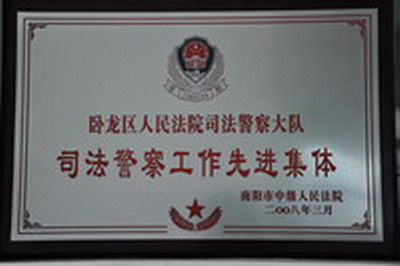 卧龙区人民法院司法警察大队
司法警察工作先进集体
南阳市中级人民法院
二〇〇八年三月